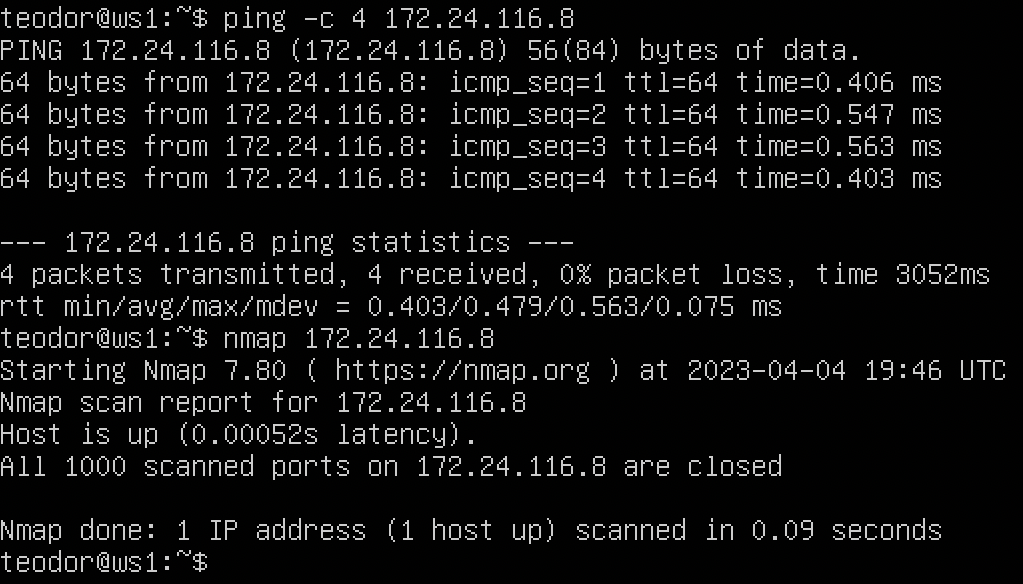 teodor@ws1:~$ ping -c 4 172.24.116.8
PING 172.24.116.8 (172.24.116.8) 56(84) bytes of data.
64 bytes from 172.24.116.8: icmp_seq=1 ttl=64 time=0.406 ms
64 bytes from 172.24.116.8: icmp_seq=2 ttl=64 time=0.547 ms
64 bytes from 172.24.116.8: icmp_seq=3 ttl=64 time=0.563 ms
64 bytes from 172.24.116.8: icmp_seq=4 ttl=64 time=0.403 ms

--- 172.24.116.8 ping statistics ---
4 packets transmitted, 4 received, 0% packet loss, time 3052ms
rtt min/avg/max/mdev = 0.403/0.479/0.563/0.075 ms
teodor@ws1:~$ nmap 172.24.116.8
Starting Nmap 7.80 ( https://nmap.org ) at 2023-04-04 19:46 UTC
Nmap scan report for 172.24.116.8
Host is up (0.00052s latency).
All 1000 scanned ports on 172.24.116.8 are closed

Nmap done: 1 IP address (1 host up) scanned in 0.09 seconds
teodor@ws1:~$